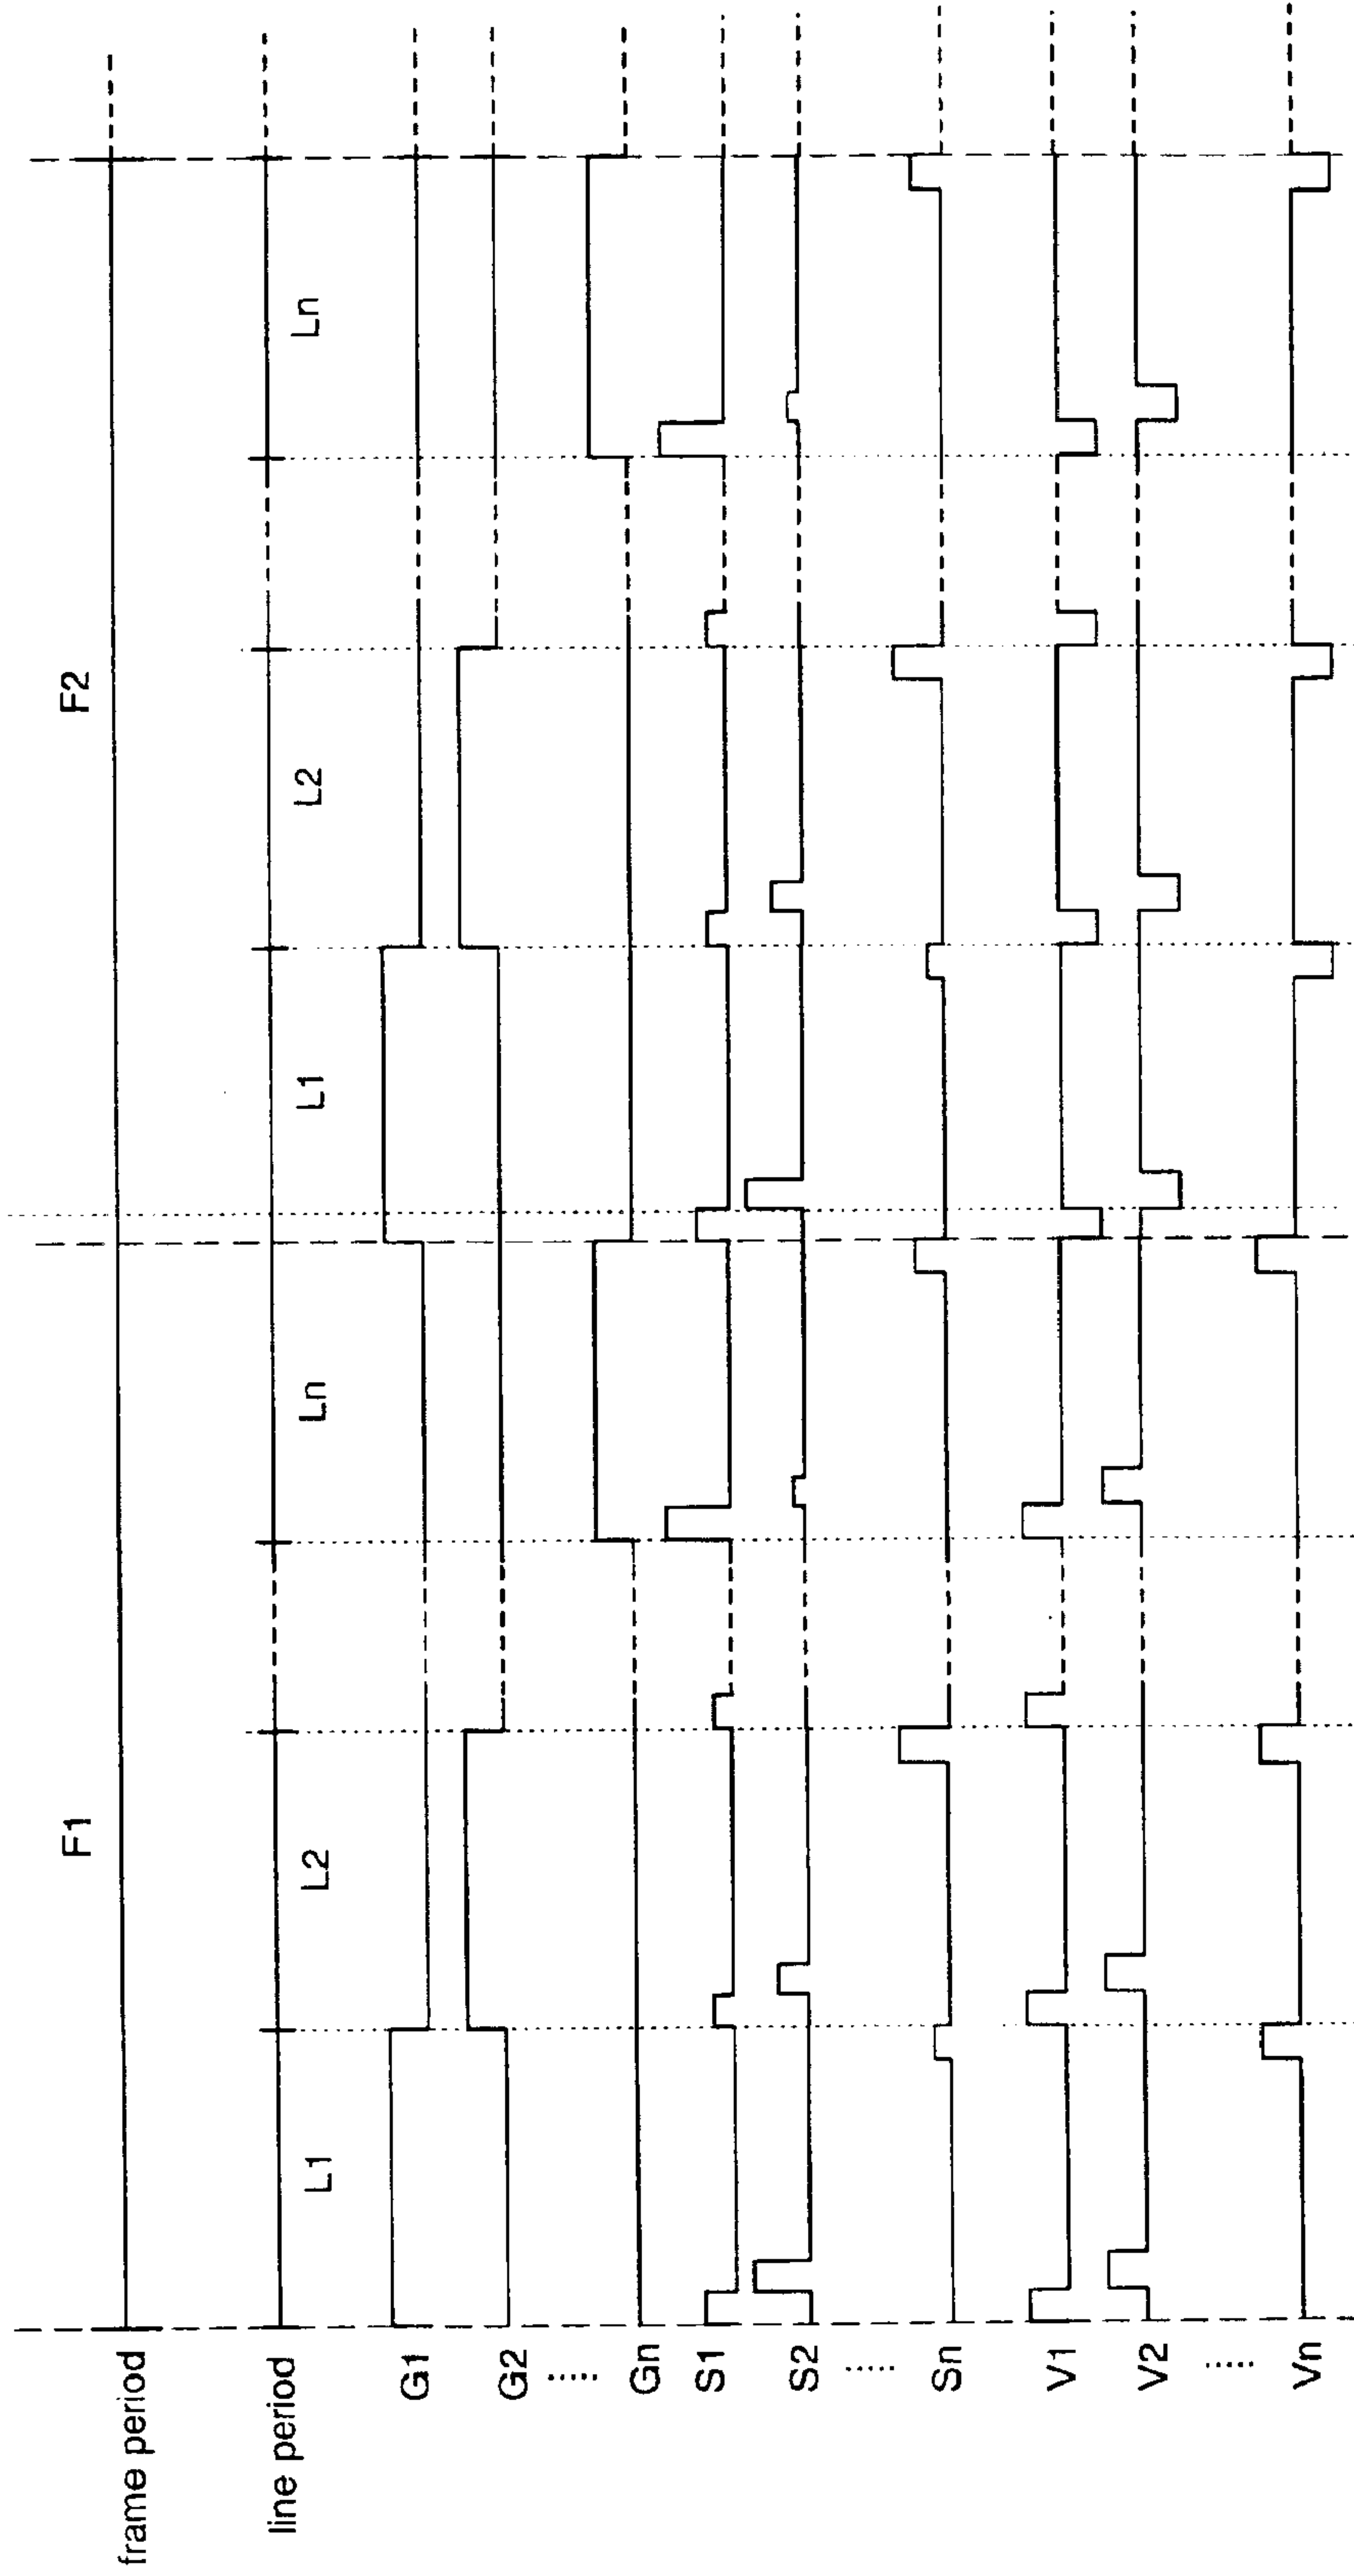 F1 F2
frame period
line period
L1 L2 Ln L1 L2 Ln
G1
G2
.....
Gn
S1
S2
.....
Sn
V1
V2
.....
Vn